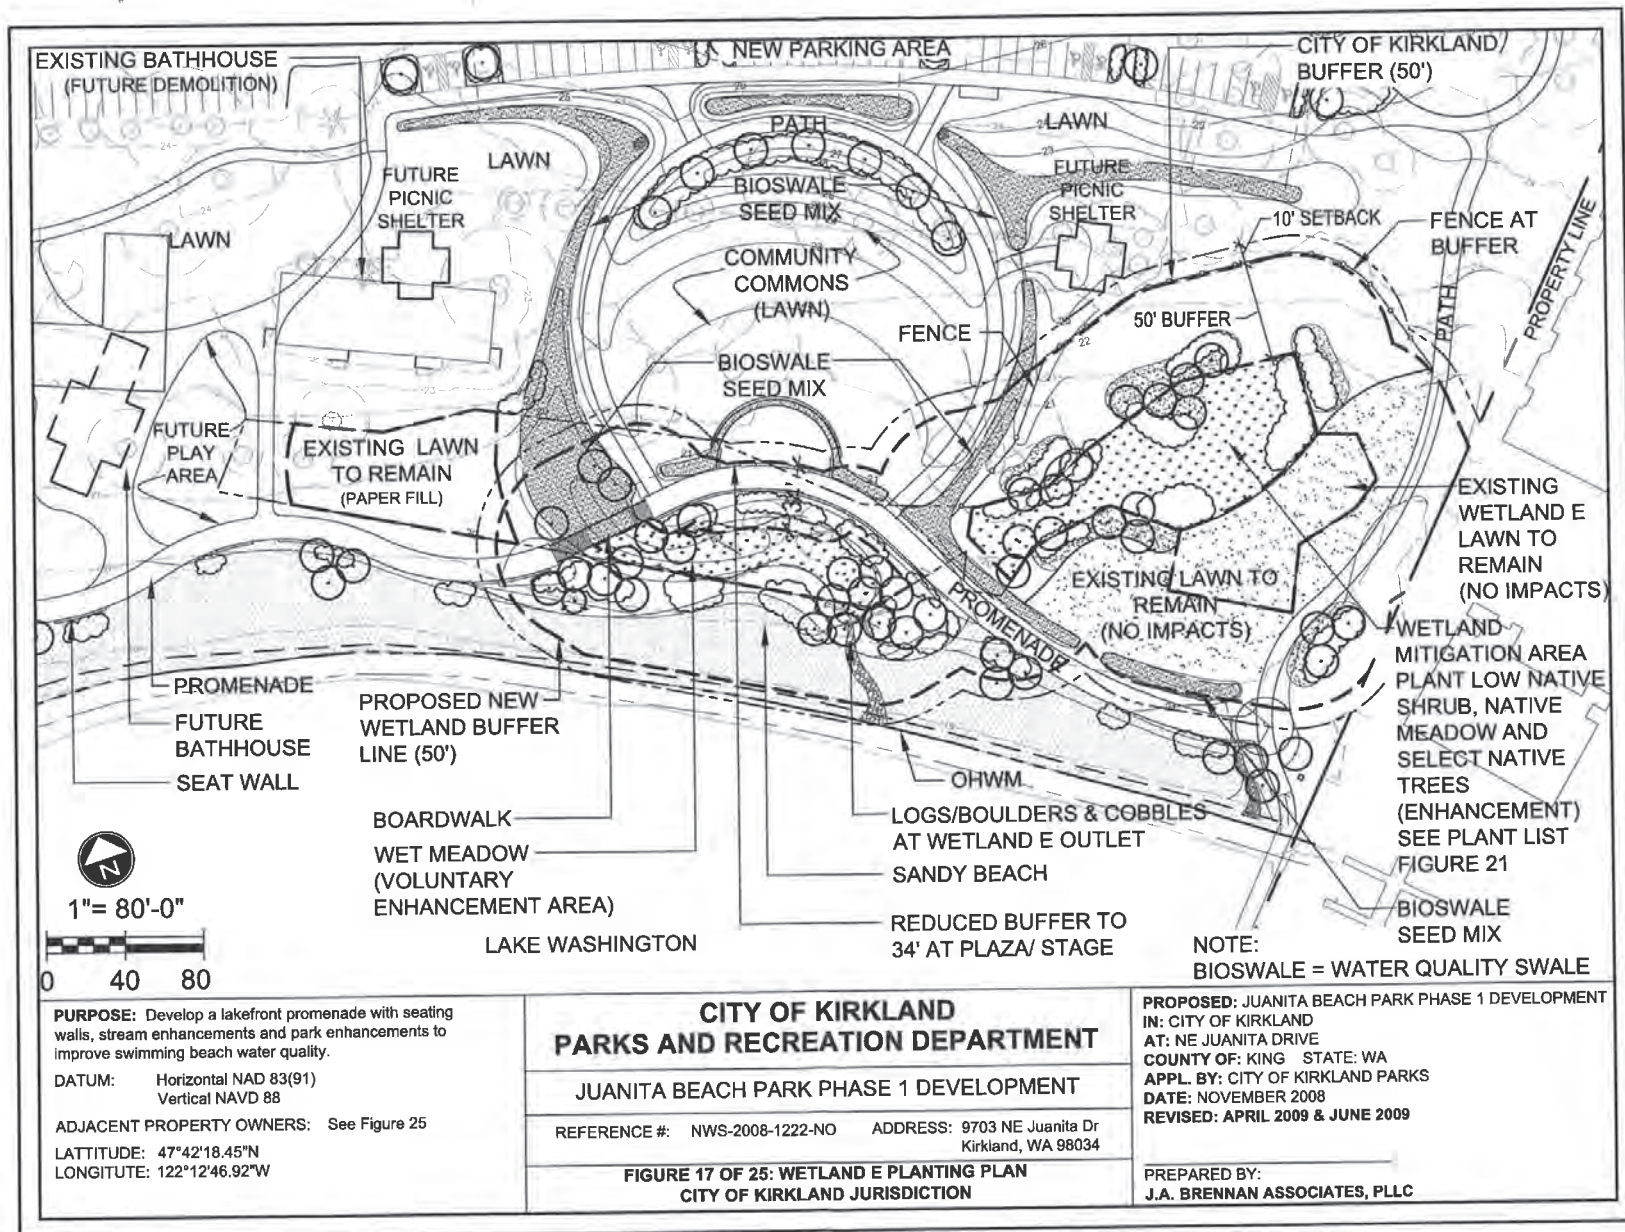 EXISTING BATHHOUSE
(FUTURE DEMOLITION)
NEW PARKING AREA
CITY OF KIRKLAND
BUFFER (50')
PATH
LAWN
LAWN
LAWN
FUTURE
PICNIC
SHELTER
BIOSWALE
SEED MIX
FUTURE
PICNIC
SHELTER
10' SETBACK
FENCE AT
BUFFER
PROPERTY LINE
PATH
COMMUNITY
COMMONS
(LAWN)
FENCE
50' BUFFER
22
BIOSWALE
SEED MIX
FUTURE
PLAY
AREA
EXISTING LAWN
TO REMAIN
(PAPER FILL)
EXISTING
WETLAND E
LAWN TO
REMAIN
(NO IMPACTS)
EXISTING LAWN TO
REMAIN
(NO IMPACTS)
PROMENADE
WETLAND
MITIGATION AREA
PLANT LOW NATIVE
SHRUB, NATIVE
MEADOW AND
SELECT NATIVE
TREES
(ENHANCEMENT)
SEE PLANT LIST
FIGURE 21
PROMENADE
FUTURE
BATHHOUSE
SEAT WALL
PROPOSED NEW
WETLAND BUFFER
LINE (50')
BOARDWALK
WET MEADOW
(VOLUNTARY
ENHANCEMENT AREA)
OHWM
LOGS/BOULDERS & COBBLES
AT WETLAND E OUTLET
SANDY BEACH
REDUCED BUFFER TO
34' AT PLAZA/ STAGE
BIOSWALE
SEED MIX
LAKE WASHINGTON
NOTE:
BIOSWALE = WATER QUALITY SWALE
N
1"= 80'-0"
0 40 80
PURPOSE: Develop a lakefront promenade with seating
walls, stream enhancements and park enhancements to
improve swimming beach water quality.
DATUM: Horizontal NAD 83(91)
Vertical NAVD 88
ADJACENT PROPERTY OWNERS: See Figure 25
LATTITUDE: 47°42'18.45"N
LONGITUTE: 122°12'46.92"W
CITY OF KIRKLAND
PARKS AND RECREATION DEPARTMENT
JUANITA BEACH PARK PHASE 1 DEVELOPMENT
REFERENCE #: NWS-2008-1222-NO ADDRESS: 9703 NE Juanita Dr
Kirkland, WA 98034
FIGURE 17 OF 25: WETLAND E PLANTING PLAN
CITY OF KIRKLAND JURISDICTION
PROPOSED: JUANITA BEACH PARK PHASE 1 DEVELOPMENT
IN: CITY OF KIRKLAND
AT: NE JUANITA DRIVE
COUNTY OF: KING STATE: WA
APPL. BY: CITY OF KIRKLAND PARKS
DATE: NOVEMBER 2008
REVISED: APRIL 2009 & JUNE 2009
PREPARED BY:
J.A. BRENNAN ASSOCIATES, PLLC